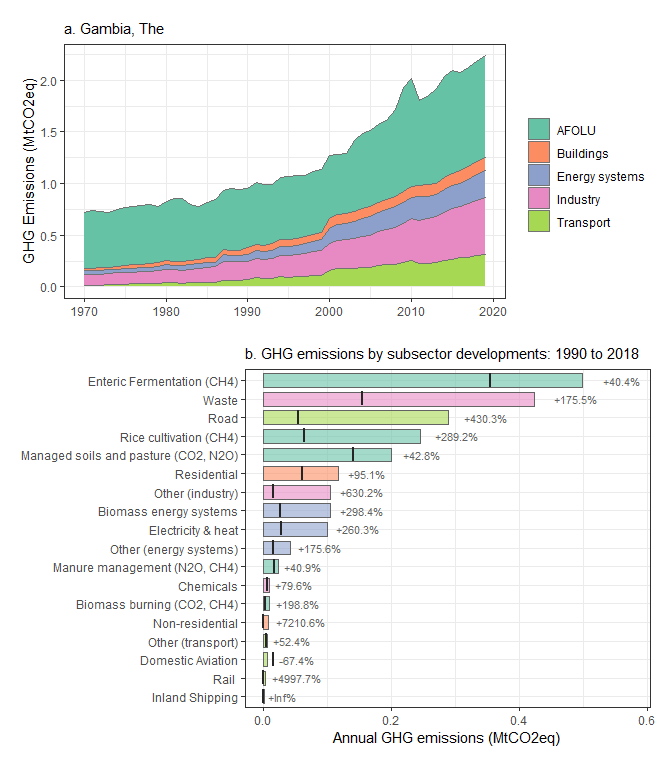 a. Gambia, The
GHG Emissions (MtCO2eq)
2.0
1.5
1.0
0.5
0.0
1970 1980 1990 2000 2010 2020
AFOLU
Buildings
Energy systems
Industry
Transport
b. GHG emissions by subsector developments: 1990 to 2018
Enteric Fermentation (CH4) +40.4%
Waste +175.5%
Road +430.3%
Rice cultivation (CH4) +289.2%
Managed soils and pasture (CO2, N2O) +42.8%
Residential +95.1%
Other (industry) +630.2%
Biomass energy systems +298.4%
Electricity & heat +260.3%
Other (energy systems) +175.6%
Manure management (N2O, CH4) +40.9%
Chemicals +79.6%
Biomass burning (CO2, CH4) +198.8%
Non-residential +7210.6%
Other (transport) +52.4%
Domestic Aviation -67.4%
Rail +4997.7%
Inland Shipping +Inf%
0.0 0.2 0.4 0.6
Annual GHG emissions (MtCO2eq)